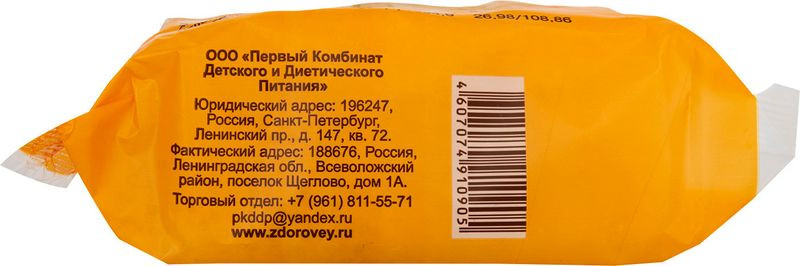 26,98/108,86
ООО «Первый Комбинат
Детского и Диетического
Питания»
Юридический адрес: 196247,
Россия, Санкт-Петербург,
Ленинский пр., д. 147, кв. 72.
Фактический адрес: 188676, Россия,
Ленинградская обл., Всеволожский
район, поселок Щеглово, дом 1А.
Торговый отдел: +7 (961) 811-55-71
pkddp@yandex.ru
www.zdorovey.ru
4607074910905